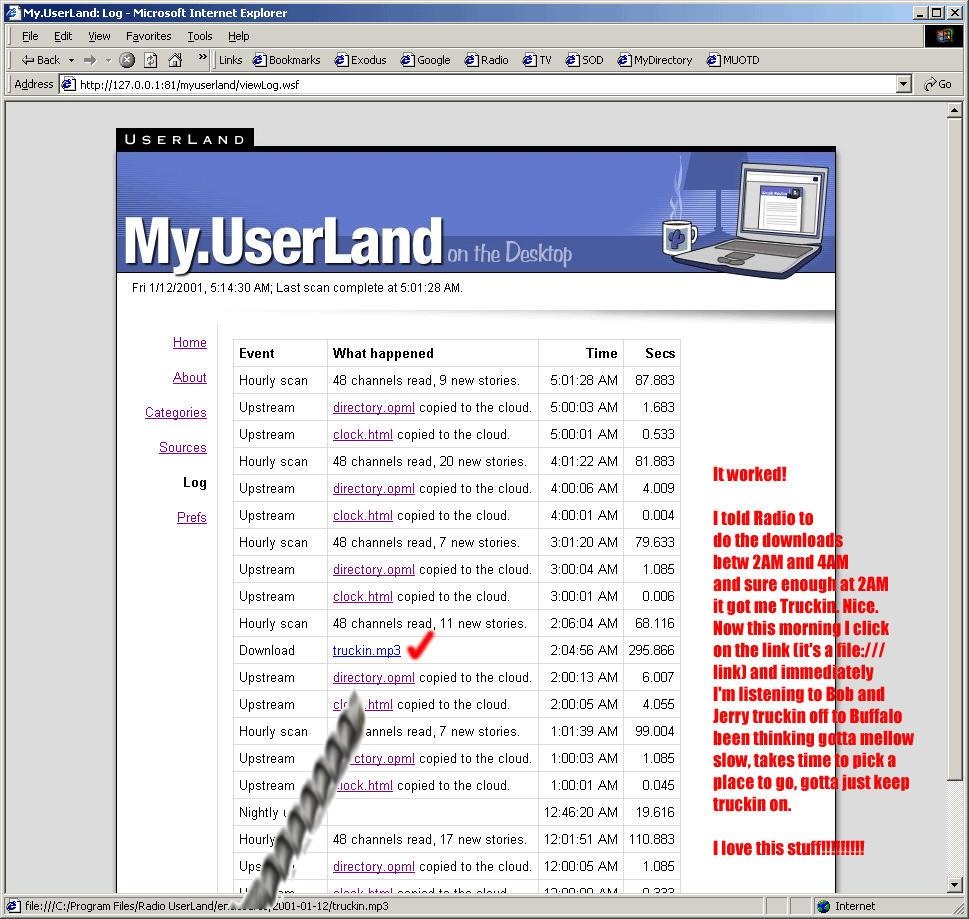 My.UserLand: Log - Microsoft Internet Explorer
File Edit View Favorites Tools Help
Back » Links Bookmarks Exodus Google Radio TV SOD MyDirectory MUOTD
Address http://127.0.0.1:81/myuserland/viewLog.wsf Go
USERLAND
My.UserLand on the Desktop
Fri 1/12/2001, 5:14:30 AM; Last scan complete at 5:01:28 AM.
Home
About
Categories
Sources
Log
Prefs
Event What happened Time Secs
Hourly scan 48 channels read, 9 new stories. 5:01:28 AM 87.883
Upstream directory.opml copied to the cloud. 5:00:03 AM 1.683
Upstream clock.html copied to the cloud. 5:00:01 AM 0.533
Hourly scan 48 channels read, 20 new stories. 4:01:22 AM 81.883
Upstream directory.opml copied to the cloud. 4:00:06 AM 4.009
Upstream clock.html copied to the cloud. 4:00:01 AM 0.004
Hourly scan 48 channels read, 7 new stories. 3:01:20 AM 79.633
Upstream directory.opml copied to the cloud. 3:00:04 AM 1.085
Upstream clock.html copied to the cloud. 3:00:01 AM 0.006
Hourly scan 48 channels read, 11 new stories. 2:06:04 AM 68.116
Download truckin.mp3 2:04:56 AM 295.866
Upstream directory.opml copied to the cloud. 2:00:13 AM 6.007
Upstream .html copied to the cloud. 2:00:05 AM 4.055
Hourly scan channels read, 7 new stories. 1:01:39 AM 99.004
Upstream ctory.opml copied to the cloud. 1:00:03 AM 1.085
Upstream .html copied to the cloud. 1:00:01 AM 0.045
Nightly 12:46:20 AM 19.616
Hourly 48 channels read, 17 new stories. 12:01:51 AM 110.883
Ups directory.opml copied to the cloud. 12:00:05 AM 1.085
clock.html copied to the cloud. 12:00:00 AM 0.333
It worked!
I told Radio to
do the downloads
betw 2AM and 4AM
and sure enough at 2AM
it got me Truckin. Nice.
Now this morning I click
on the link (it's a file:///
link) and immediately
I'm listening to Bob and
Jerry truckin off to Buffalo
been thinking gotta mellow
slow, takes time to pick a
place to go, gotta just keep
truckin on.
I love this stuff!!!!!!!!!
file:///C:/Program Files/Radio UserLand/en 2001-01-12/truckin.mp3 Internet